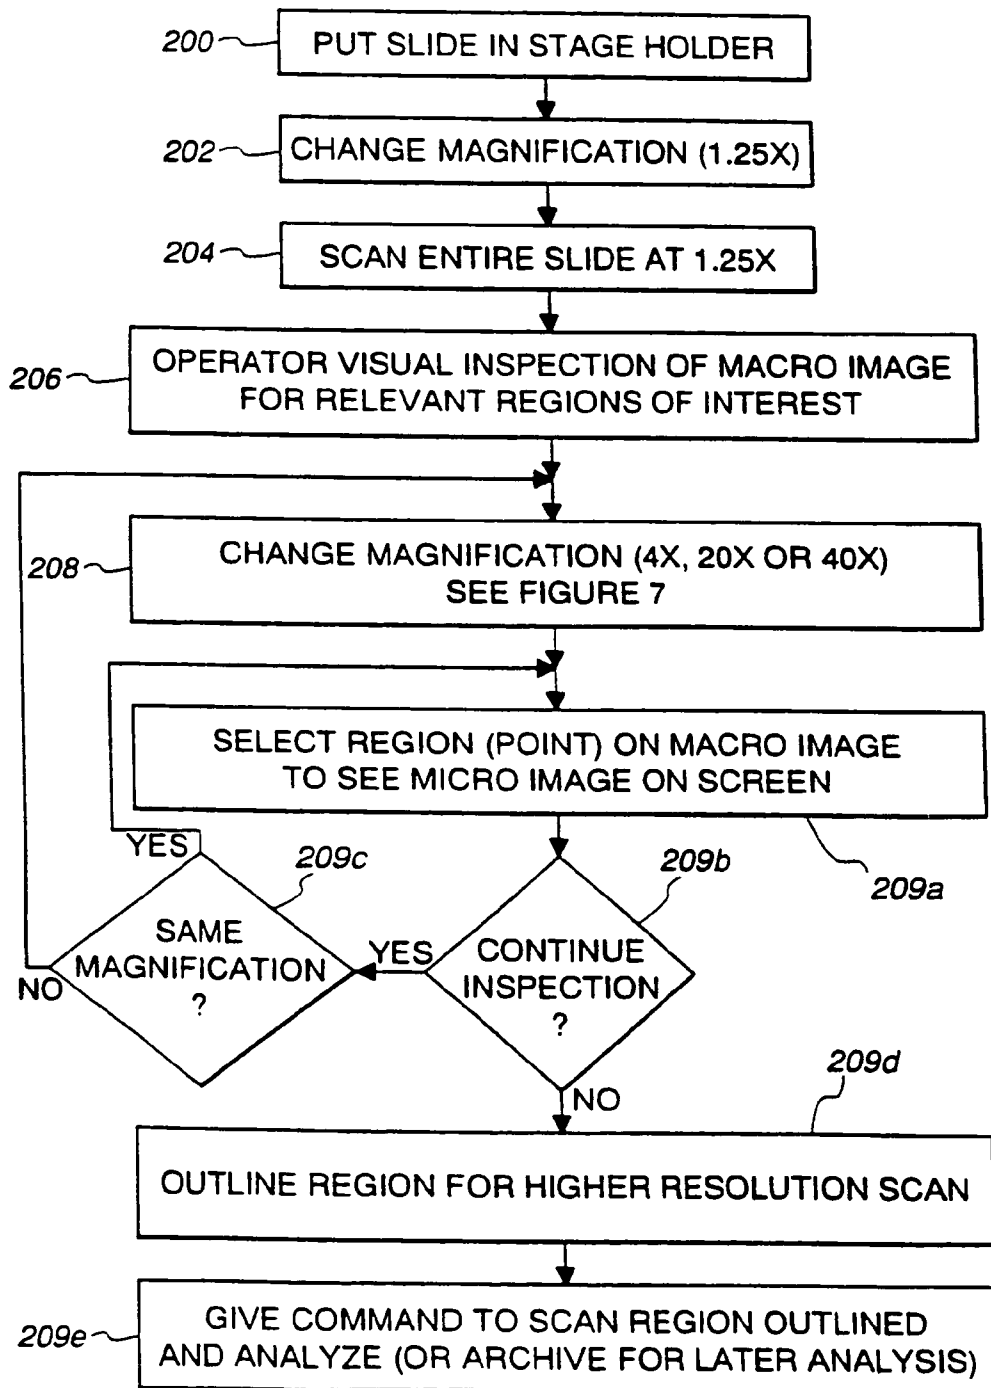 200
PUT SLIDE IN STAGE HOLDER
202
CHANGE MAGNIFICATION (1.25X)
204
SCAN ENTIRE SLIDE AT 1.25X
206
OPERATOR VISUAL INSPECTION OF MACRO IMAGE
FOR RELEVANT REGIONS OF INTEREST
208
CHANGE MAGNIFICATION (4X, 20X OR 40X)
SEE FIGURE 7
SELECT REGION (POINT) ON MACRO IMAGE
TO SEE MICRO IMAGE ON SCREEN
209a
YES
209c
209b
SAME
MAGNIFICATION
?
NO
YES
CONTINUE
INSPECTION
?
NO
209d
OUTLINE REGION FOR HIGHER RESOLUTION SCAN
209e
GIVE COMMAND TO SCAN REGION OUTLINED
AND ANALYZE (OR ARCHIVE FOR LATER ANALYSIS)